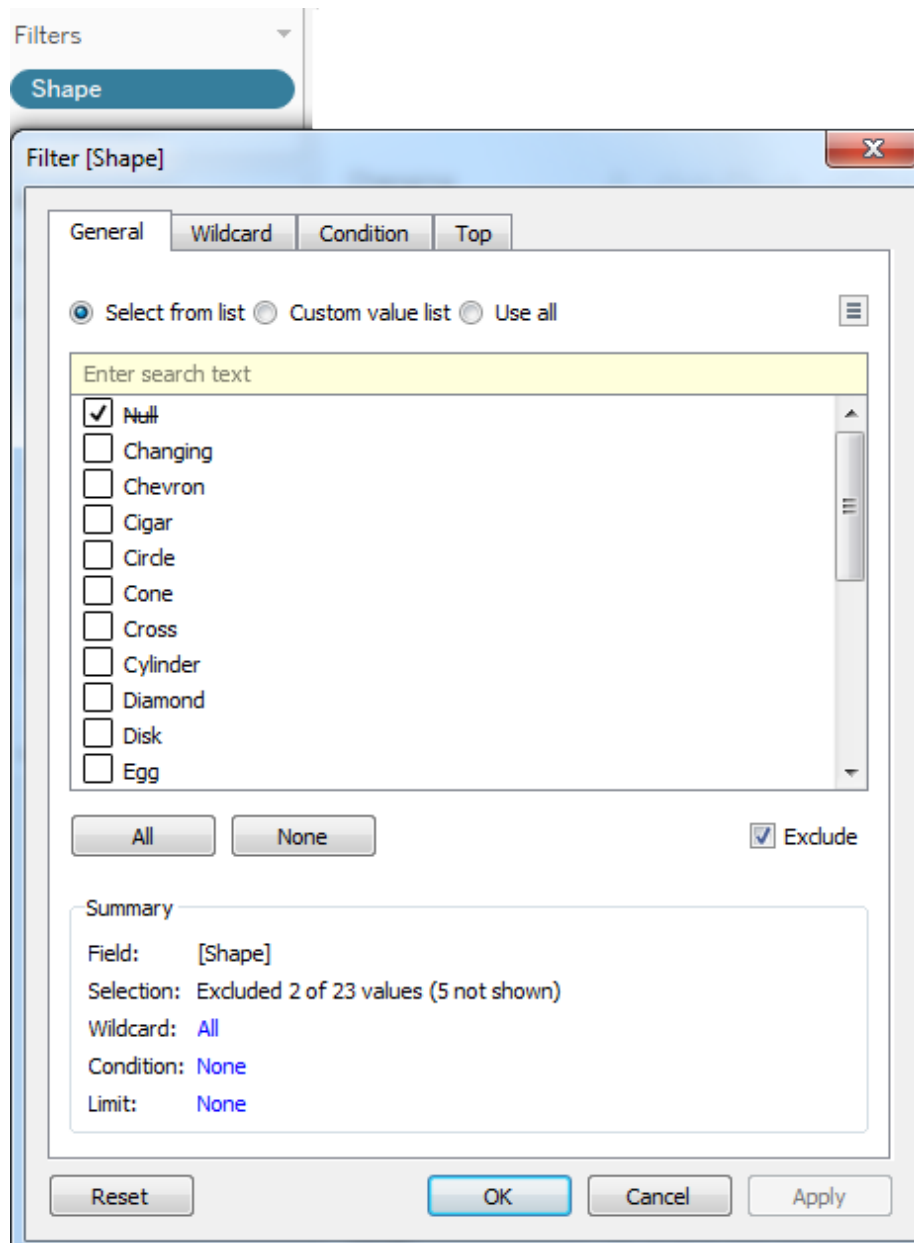 Filters
Shape
Filter [Shape]
General Wildcard Condition Top
Select from list Custom value list Use all
Enter search text
Null
Changing
Chevron
Cigar
Circle
Cone
Cross
Cylinder
Diamond
Disk
Egg
All None Exclude
Summary
Field: [Shape]
Selection: Excluded 2 of 23 values (5 not shown)
Wildcard: All
Condition: None
Limit: None
Reset OK Cancel Apply